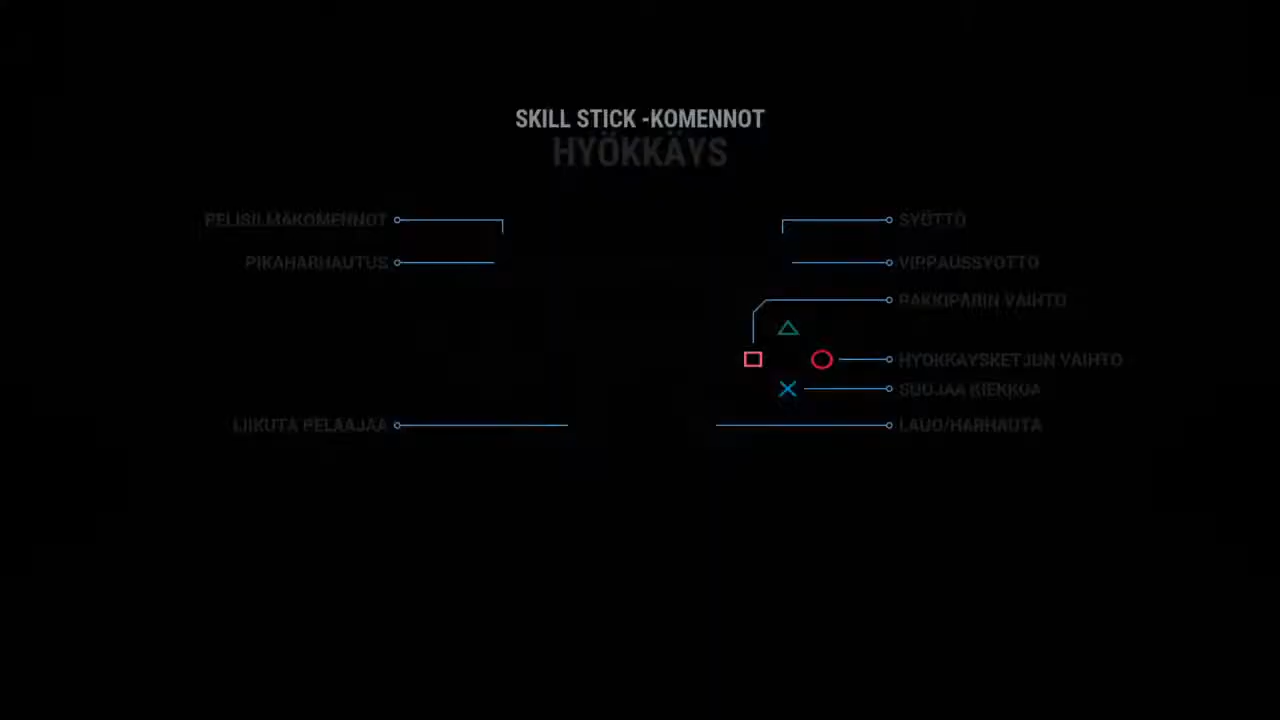 SKILL STICK -KOMENNOT
HYÖKKÄYS
PELISILMÄKOMENNOT
SYÖTTÖ
PIKAHARHAUTUS
VIPPAUSSYÖTTÖ
PAKKIPARIN VAIHTO
HYÖKKÄYSKETJUN VAIHTO
SUOJAA KIEKKOA
LIIKUTA PELAAJAA
LAUO/HARHAUTA